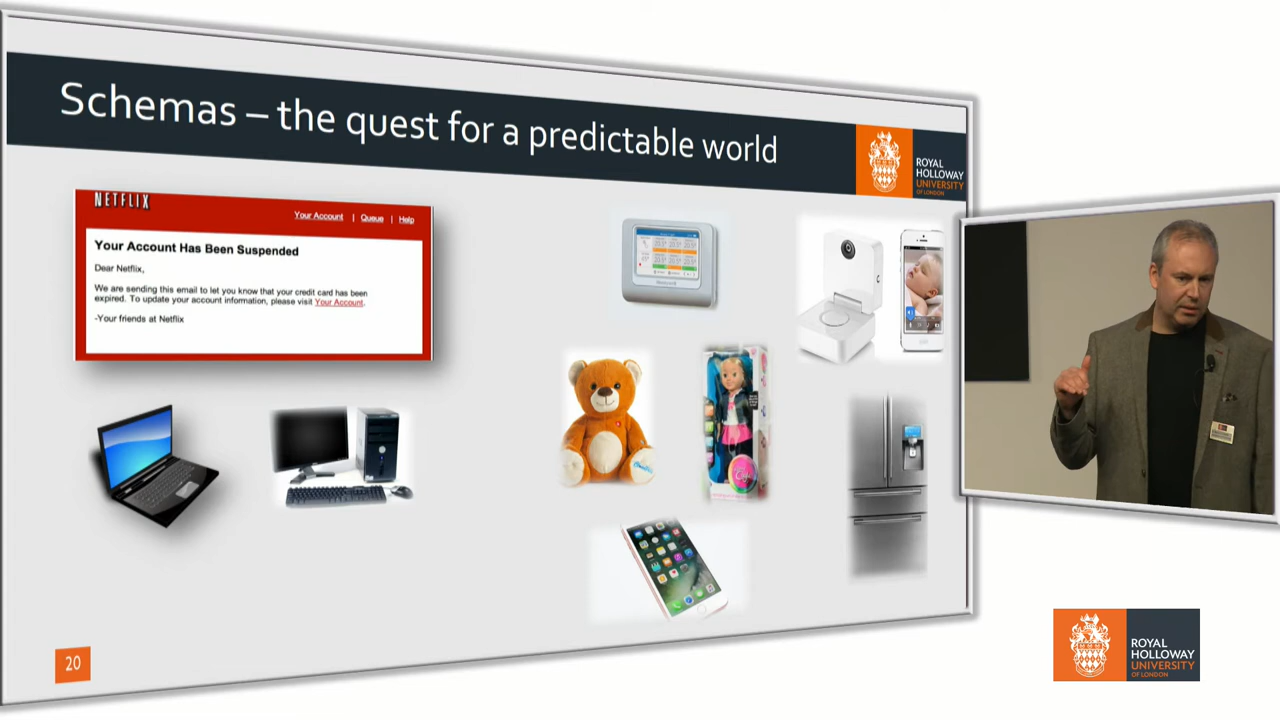 Schemas – the quest for a predictable world
ROYAL
HOLLOWAY
UNIVERSITY
OF LONDON
NETFLIX
Your Account | Queue | Help
Your Account Has Been Suspended
Dear Netflix,
We are sending this email to let you know that your credit card has been
expired. To update your account information, please visit Your Account.
-Your friends at Netflix
20
ROYAL
HOLLOWAY
UNIVERSITY
OF LONDON